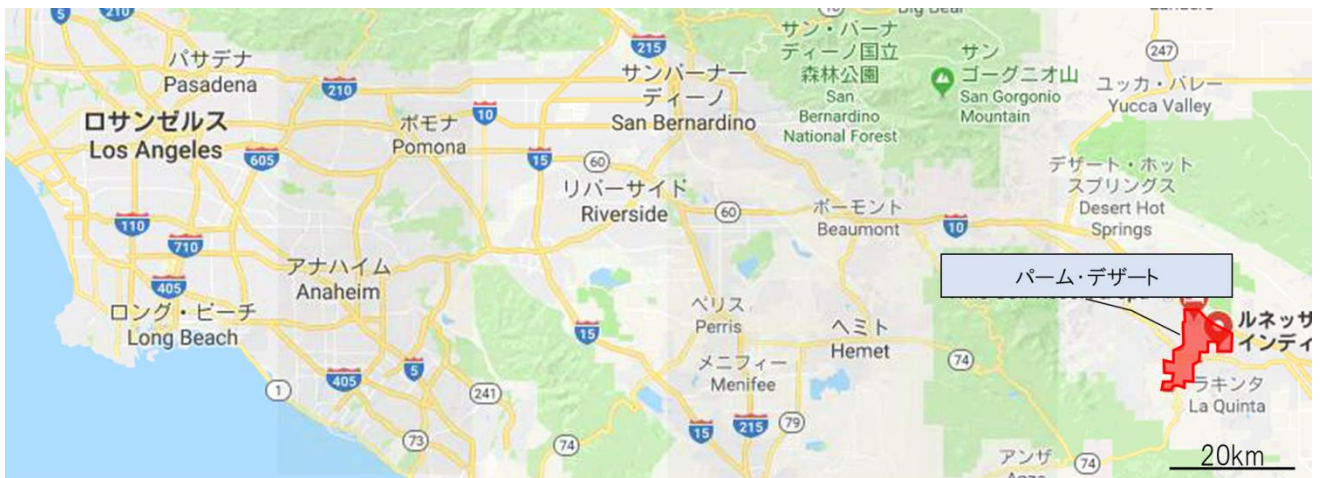 5
210
Big Bear
サン・バーナ
ディーノ国立
森林公園
San
Bernardino
National Forest
サン
ゴーグニオ山
San Gorgonio
Mountain
247
ユッカ・バレー
Yucca Valley
215
パサデナ
Pasadena
210
サンバーナー
ディーノ
San Bernardino
ロサンゼルス
Los Angeles
ポモナ
Pomona
10
605
15
60
デザート・ホット
スプリングス
Desert Hot
Springs
リバーサイド
Riverside
60
ボーモント
Beaumont
10
110
710
405
アナハイム
Anaheim
パーム・デザート
ロング・ビーチ
Long Beach
ペリス
Perris
ヘミト
Hemet
ルネッサ
インディ
15
74
メニフィー
Menifee
ラキンタ
La Quinta
1
405
5
241
73
74
15
215
79
アンザ
74
20km